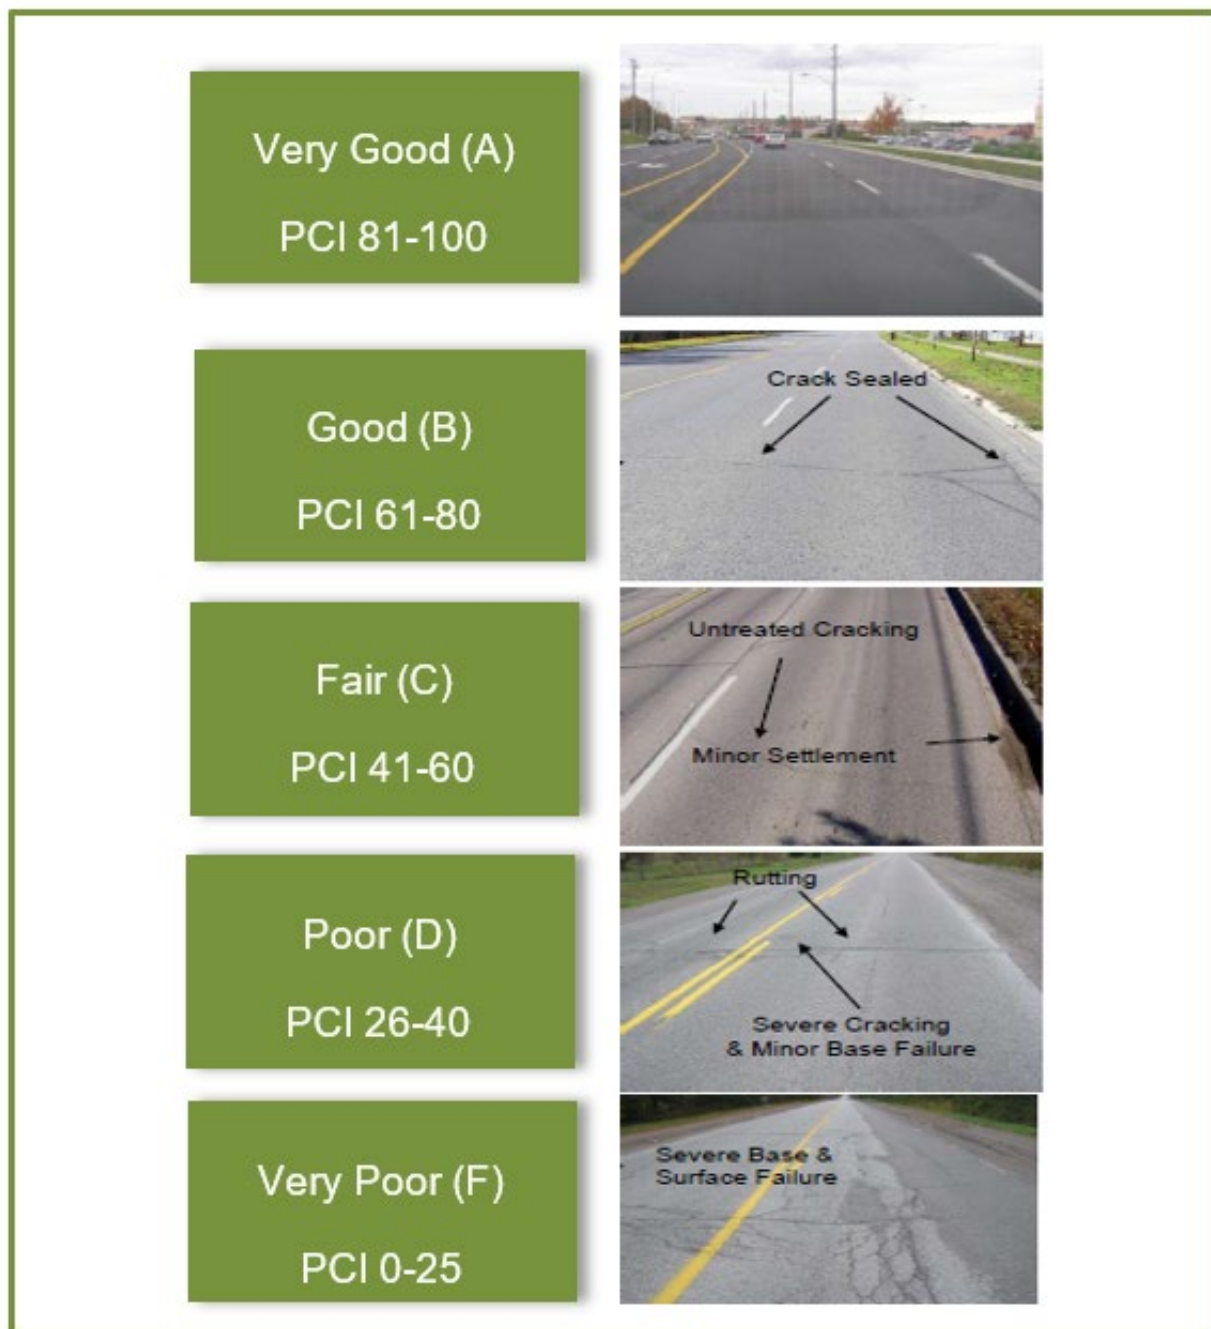 Very Good (A)
PCI 81-100
Good (B)
PCI 61-80
Crack Sealed
Fair (C)
PCI 41-60
Untreated Cracking
Minor Settlement
Poor (D)
PCI 26-40
Rutting
Severe Cracking
& Minor Base Failure
Very Poor (F)
PCI 0-25
Severe Base &
Surface Failure